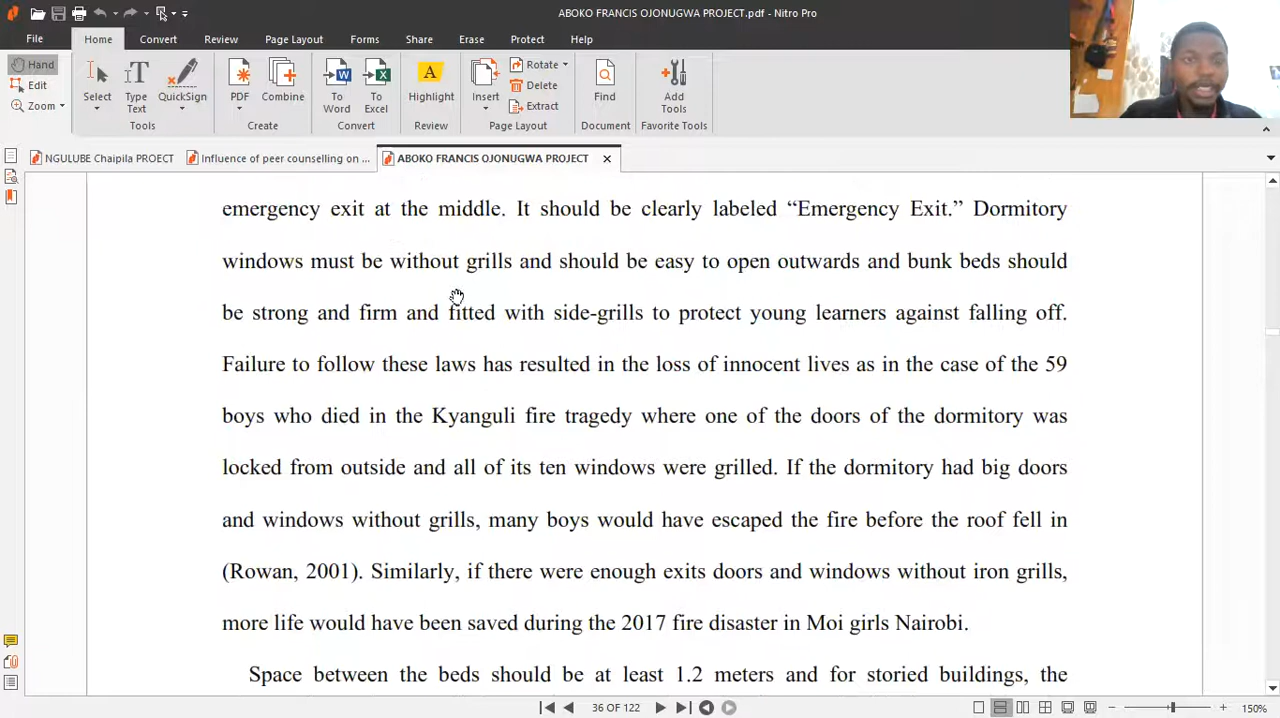 ABOKO FRANCIS OJONUGWA PROJECT.pdf - Nitro Pro
File Home Convert Review Page Layout Forms Share Erase Protect Help
Hand
Edit
Zoom
Select
Type Text
QuickSign
Tools
PDF
Combine
Create
To Word
To Excel
Convert
Highlight
Review
Insert
Rotate
Delete
Extract
Page Layout
Find
Document
Add Tools
Favorite Tools
NGULUBE Chaipila PROECT
Influence of peer counselling on ...
ABOKO FRANCIS OJONUGWA PROJECT
emergency exit at the middle. It should be clearly labeled “Emergency Exit.” Dormitory
windows must be without grills and should be easy to open outwards and bunk beds should
be strong and firm and fitted with side-grills to protect young learners against falling off.
Failure to follow these laws has resulted in the loss of innocent lives as in the case of the 59
boys who died in the Kyanguli fire tragedy where one of the doors of the dormitory was
locked from outside and all of its ten windows were grilled. If the dormitory had big doors
and windows without grills, many boys would have escaped the fire before the roof fell in
(Rowan, 2001). Similarly, if there were enough exits doors and windows without iron grills,
more life would have been saved during the 2017 fire disaster in Moi girls Nairobi.
Space between the beds should be at least 1.2 meters and for storied buildings, the
36 OF 122
150%